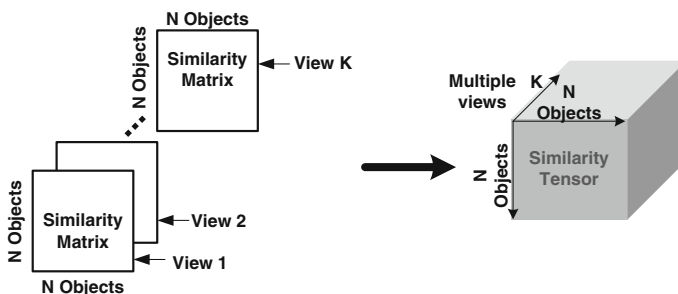 N Objects
N Objects
Similarity
Matrix
View K
N Objects
Similarity
Matrix
View 2
View 1
N Objects
Multiple
views
K
N
Objects
N
Objects
Similarity
Tensor